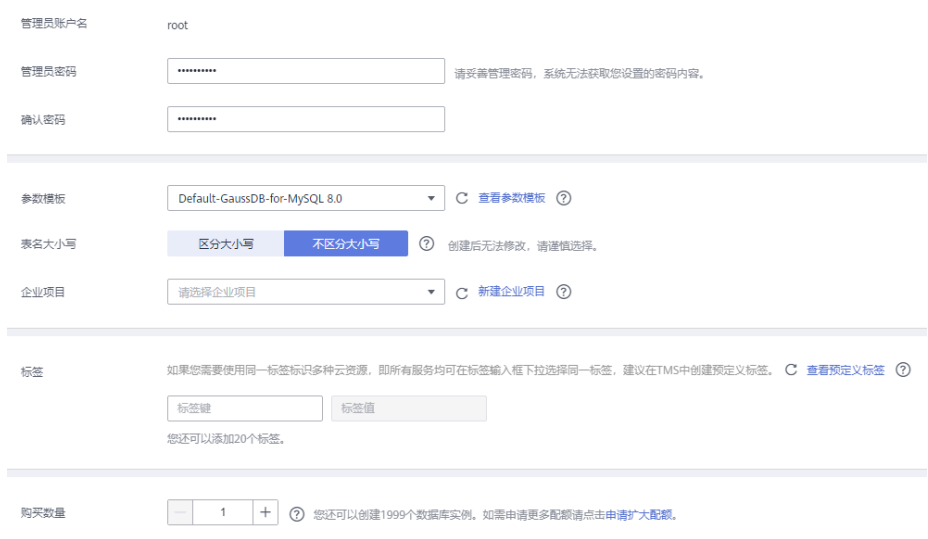 管理员账户名 root
管理员密码 •••••••••• 请妥善管理密码，系统无法获取您设置的密码内容。
确认密码 ••••••••••
参数模板 Default-GaussDB-for-MySQL 8.0 查看参数模板
表名大小写 区分大小写 不区分大小写 创建后无法修改，请谨慎选择。
企业项目 请选择企业项目 新建企业项目
标签 如果您需要使用同一标签标识多种云资源，即所有服务均可在标签输入框下拉选择同一标签，建议在TMS中创建预定义标签。 查看预定义标签
标签键 标签值
您还可以添加20个标签。
购买数量 1 您还可以创建1999个数据库实例。如需申请更多配额请点击申请扩大配额。